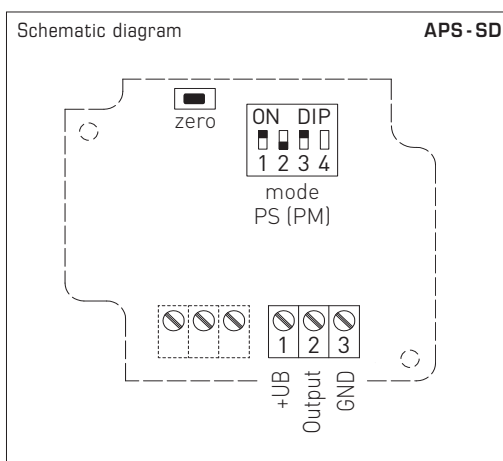 Schematic diagram APS-SD
zero
ON DIP
1 2 3 4
mode
PS (PM)
1 2 3
+UB
Output
GND